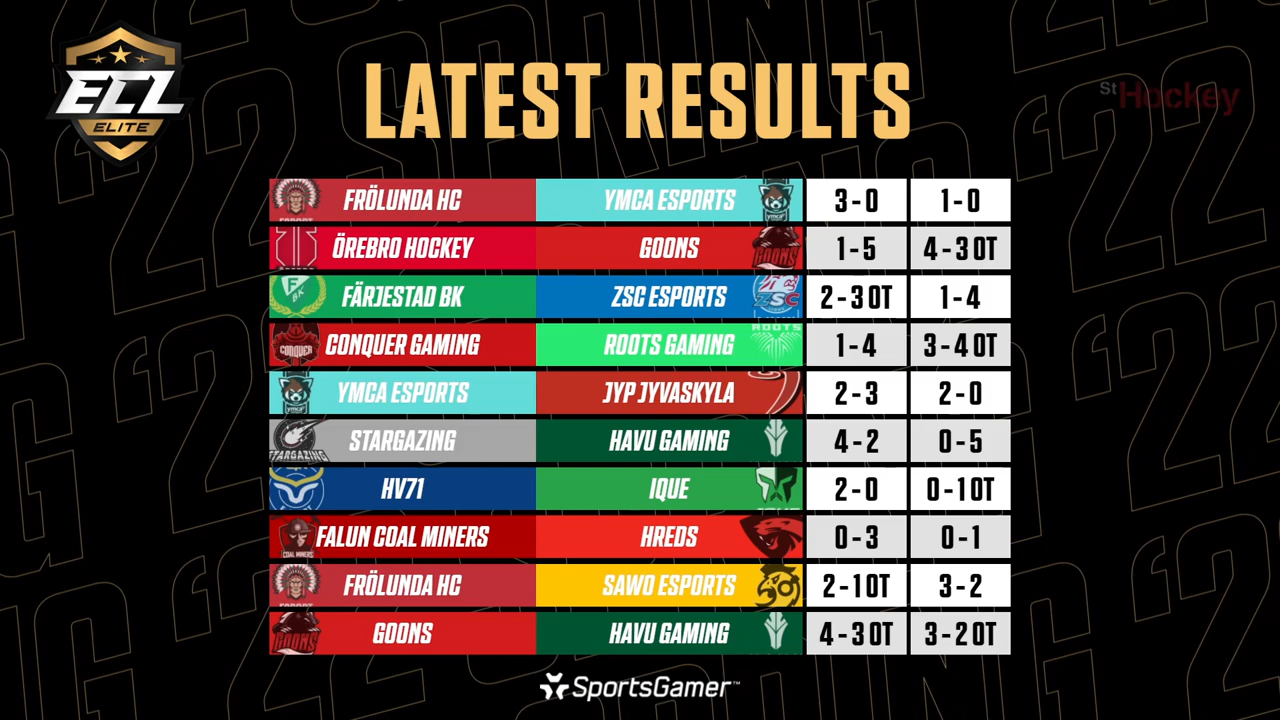 ECL
ELITE
LATEST RESULTS
St Hockey
FRÖLUNDA HC YMCA ESPORTS 3-0 1-0
ÖREBRO HOCKEY GOONS 1-5 4-3 OT
FÄRJESTAD BK ZSC ESPORTS 2-3 OT 1-4
CONQUER GAMING ROOTS GAMING 1-4 3-4 OT
YMCA ESPORTS JYP JYVASKYLA 2-3 2-0
STARGAZING HAVU GAMING 4-2 0-5
HV71 IQUE 2-0 0-1 OT
FALUN COAL MINERS HREDS 0-3 0-1
FRÖLUNDA HC SAWO ESPORTS 2-1 OT 3-2
GOONS HAVU GAMING 4-3 OT 3-2 OT
SportsGamer™